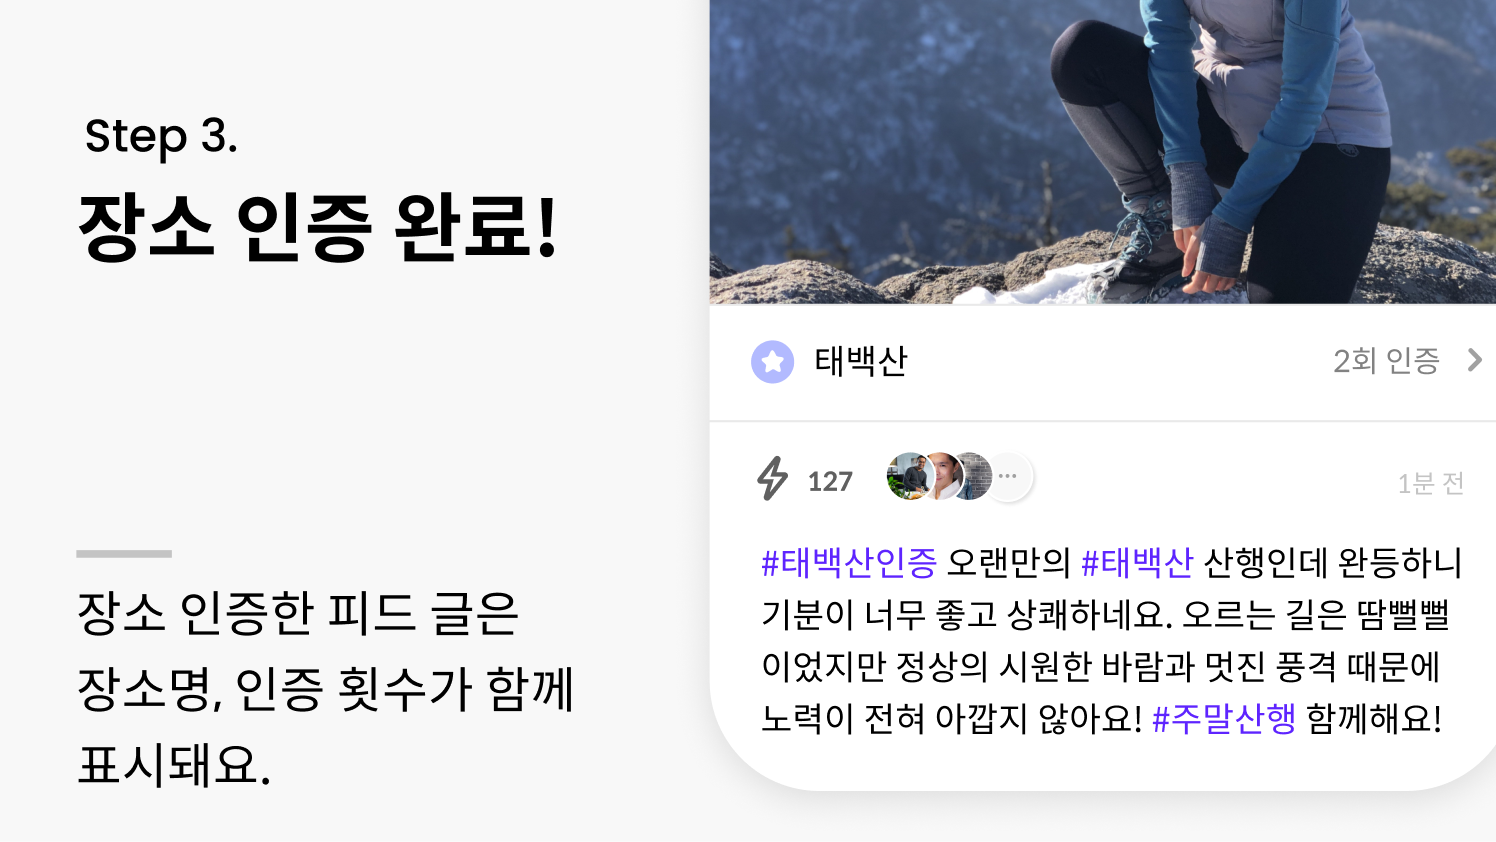 Step 3.
장소 인증 완료!
장소 인증한 피드 글은
장소명, 인증 횟수가 함께
표시돼요.
태백산
2회 인증
127
1분 전
#태백산인증 오랜만의 #태백산 산행인데 완등하니
기분이 너무 좋고 상쾌하네요. 오르는 길은 땀뻘뻘
이었지만 정상의 시원한 바람과 멋진 풍격 때문에
노력이 전혀 아깝지 않아요! #주말산행 함께해요!